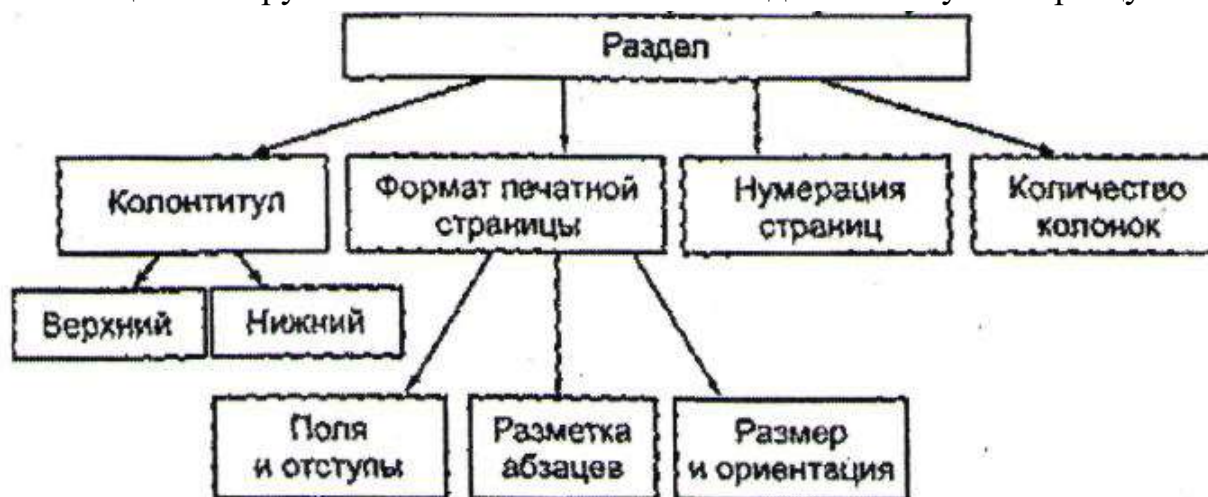 Раздел
Колонтитул
Формат печатной
страницы
Нумерация
страниц
Количество
колонок
Верхний
Нижний
Поля
и отступы
Разметка
абзацев
Размер
и ориентация